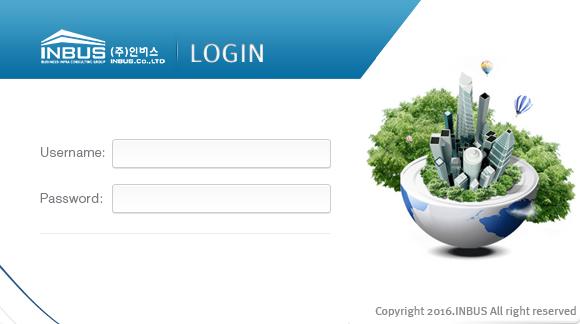 INBUS (주)인버스
BUSINESS INFRA CONSULTING GROUP INBUS.Co.,LTD
LOGIN
Username:
Password:
Copyright 2016.INBUS All right reserved